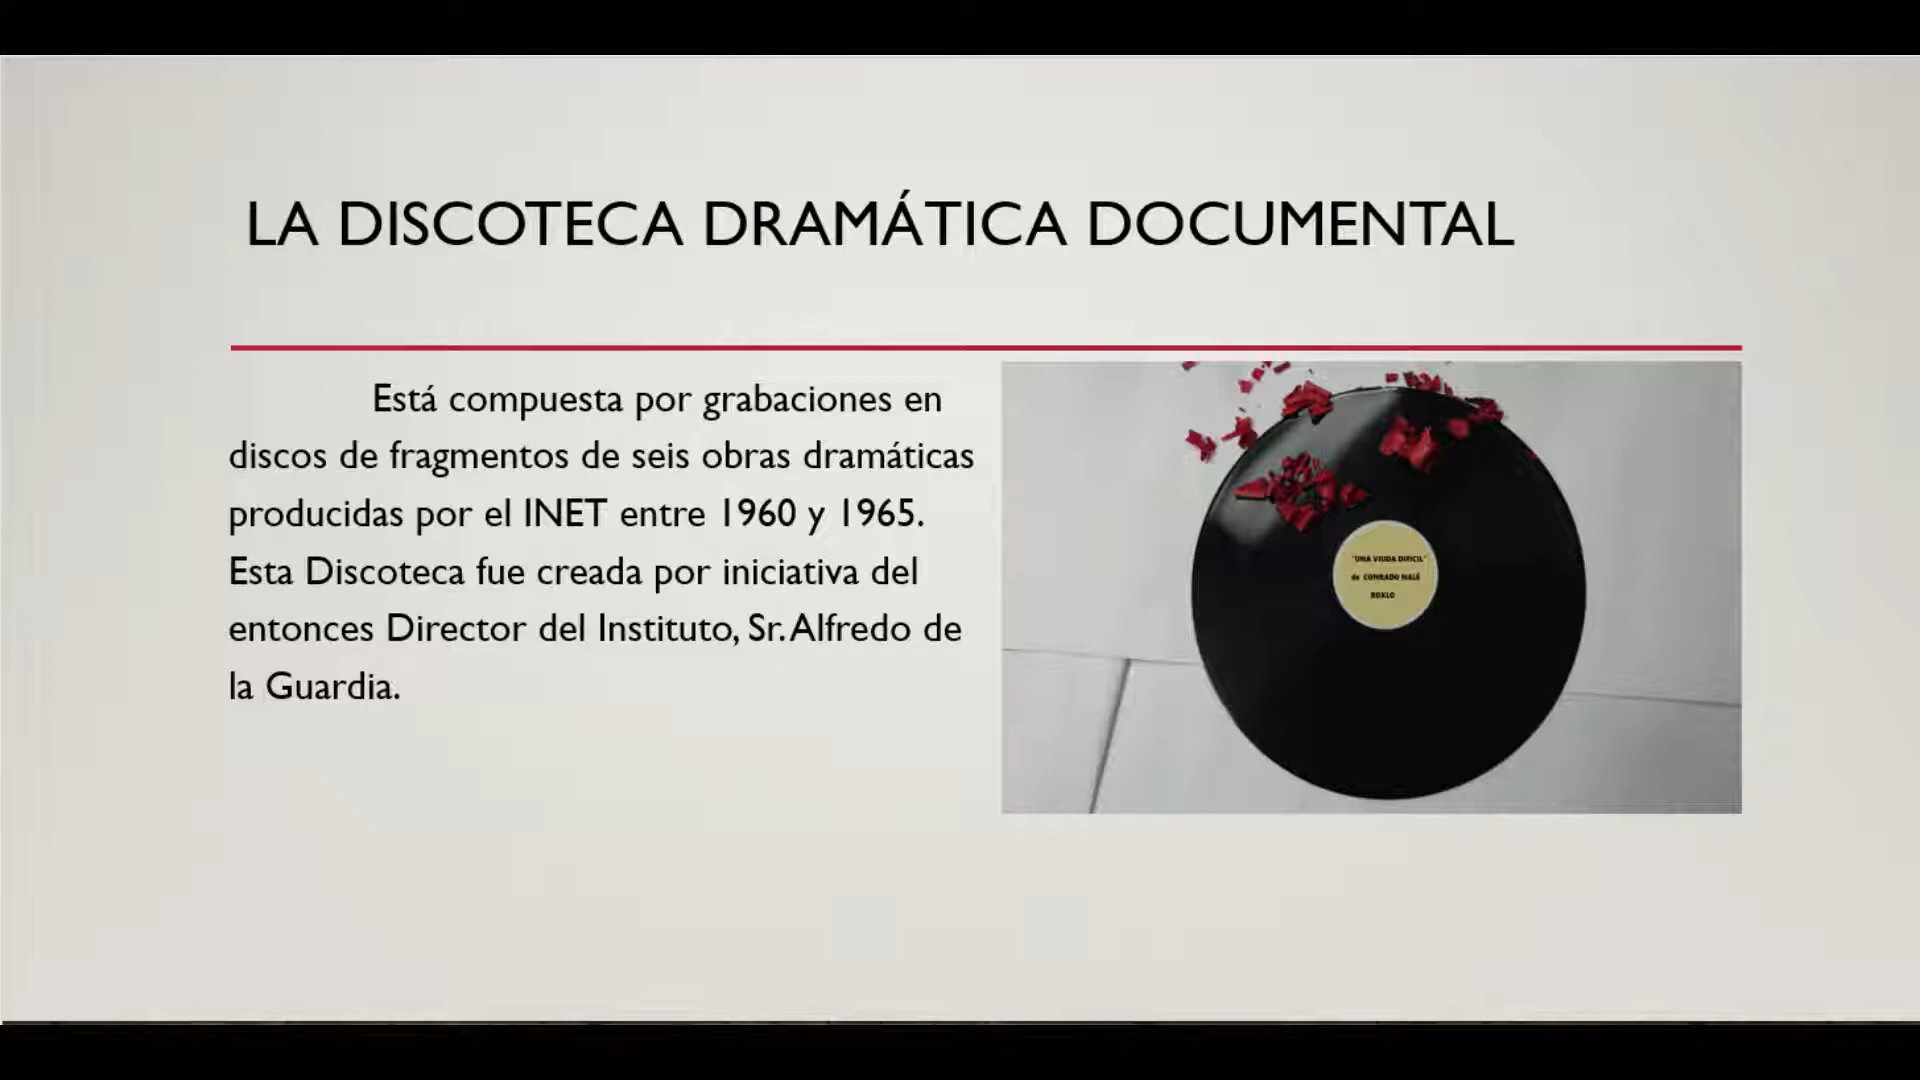 LA DISCOTECA DRAMÁTICA DOCUMENTAL
Está compuesta por grabaciones en
discos de fragmentos de seis obras dramáticas
producidas por el INET entre 1960 y 1965.
Esta Discoteca fue creada por iniciativa del
entonces Director del Instituto, Sr. Alfredo de
la Guardia.
"UNA VIUDA DIFICIL"
de CONRADO NALÉ
ROXLO